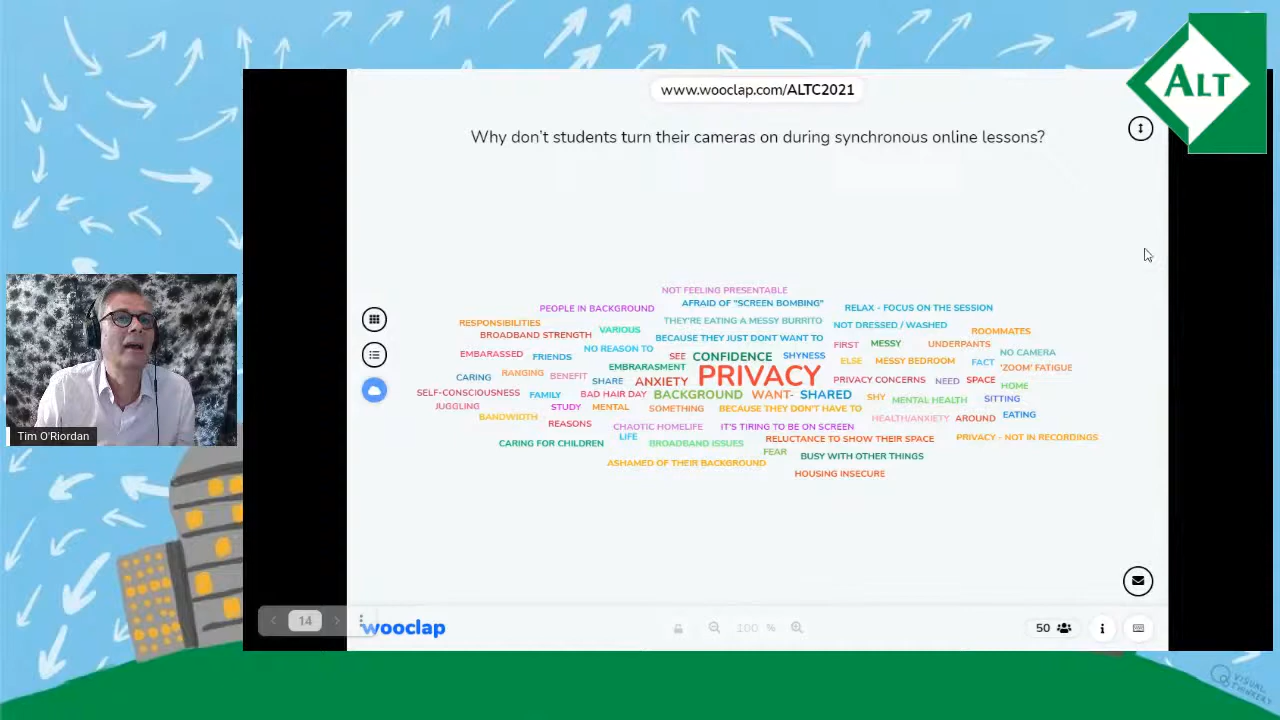 ALT
www.wooclap.com/ALTC2021
Why don't students turn their cameras on during synchronous online lessons?
NOT FEELING PRESENTABLE
PEOPLE IN BACKGROUND
AFRAID OF "SCREEN BOMBING"
RELAX - FOCUS ON THE SESSION
RESPONSIBILITIES
THEY'RE EATING A MESSY BURRITO
NOT DRESSED / WASHED
BROADBAND STRENGTH
VARIOUS
ROOMMATES
BECAUSE THEY JUST DONT WANT TO
EMBARASSED
FRIENDS
NO REASON TO
SEE
CONFIDENCE
SHYNESS
FIRST
MESSY
UNDERPANTS
NO CAMERA
CARING
RANGING
BENEFIT
EMBRARASMENT
ELSE
MESSY BEDROOM
FACT
'ZOOM' FATIGUE
SHARE
ANXIETY
PRIVACY
PRIVACY CONCERNS
NEED
SPACE
HOME
SELF-CONSCIOUSNESS
FAMILY
BAD HAIR DAY
BACKGROUND
WANT-
SHARED
SHY
MENTAL HEALTH
SITTING
JUGGLING
STUDY
MENTAL
SOMETHING
BECAUSE THEY DON'T HAVE TO
BANDWIDTH
REASONS
CHAOTIC HOMELIFE
IT'S TIRING TO BE ON SCREEN
HEALTH/ANXIETY
AROUND
EATING
CARING FOR CHILDREN
LIFE
BROADBAND ISSUES
RELUCTANCE TO SHOW THEIR SPACE
PRIVACY - NOT IN RECORDINGS
FEAR
BUSY WITH OTHER THINGS
ASHAMED OF THEIR BACKGROUND
HOUSING INSECURE
Tim O'Riordan
14
wooclap
100 %
50
VISUAL
THINKERY